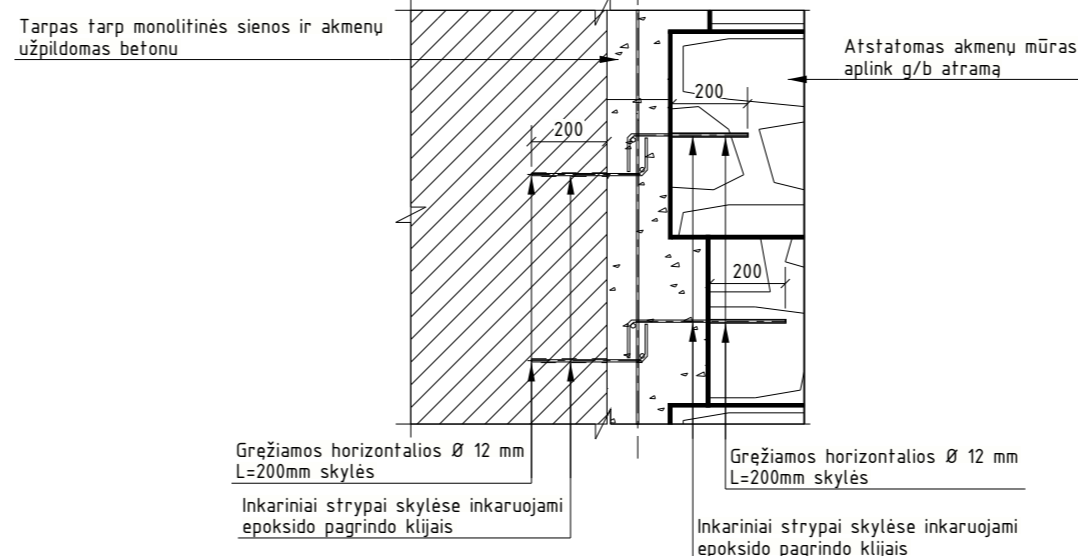 Tarpas tarp monolitinės sienos ir akmenų
užpildomas betonu
Atstatomas akmenų mūras
aplink g/b atramą
200
200
200
Gręžiamos horizontalios Ø 12 mm
L=200mm skylės
Inkariniai strypai skylėse inkaruojami
epoksido pagrindo klijais
Gręžiamos horizontalios Ø 12 mm
L=200mm skylės
Inkariniai strypai skylėse inkaruojami
epoksido pagrindo klijais